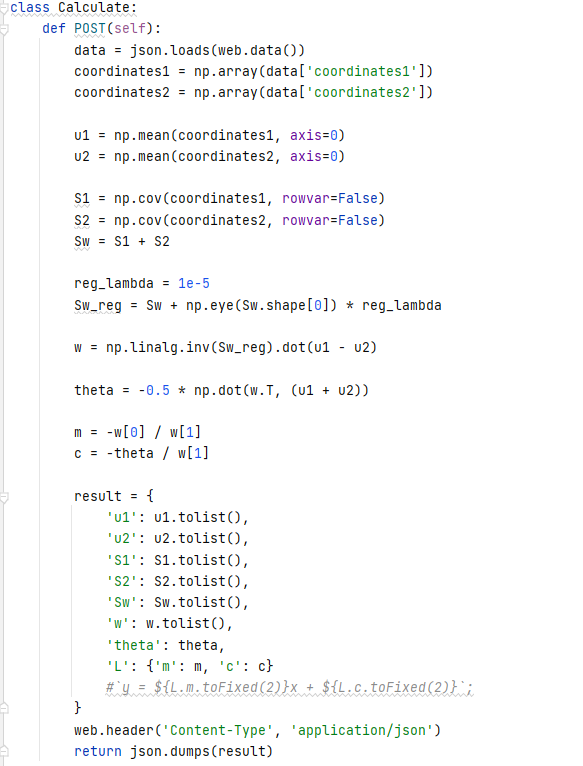 class Calculate:
    def POST(self):
        data = json.loads(web.data())
        coordinates1 = np.array(data['coordinates1'])
        coordinates2 = np.array(data['coordinates2'])

        u1 = np.mean(coordinates1, axis=0)
        u2 = np.mean(coordinates2, axis=0)

        S1 = np.cov(coordinates1, rowvar=False)
        S2 = np.cov(coordinates2, rowvar=False)
        Sw = S1 + S2

        reg_lambda = 1e-5
        Sw_reg = Sw + np.eye(Sw.shape[0]) * reg_lambda

        w = np.linalg.inv(Sw_reg).dot(u1 - u2)

        theta = -0.5 * np.dot(w.T, (u1 + u2))

        m = -w[0] / w[1]
        c = -theta / w[1]

        result = {
            'u1': u1.tolist(),
            'u2': u2.tolist(),
            'S1': S1.tolist(),
            'S2': S2.tolist(),
            'Sw': Sw.tolist(),
            'w': w.tolist(),
            'theta': theta,
            'L': {'m': m, 'c': c}
            #`y = ${L.m.toFixed(2)}x + ${L.c.toFixed(2)}`;
        }
        web.header('Content-Type', 'application/json')
        return json.dumps(result)